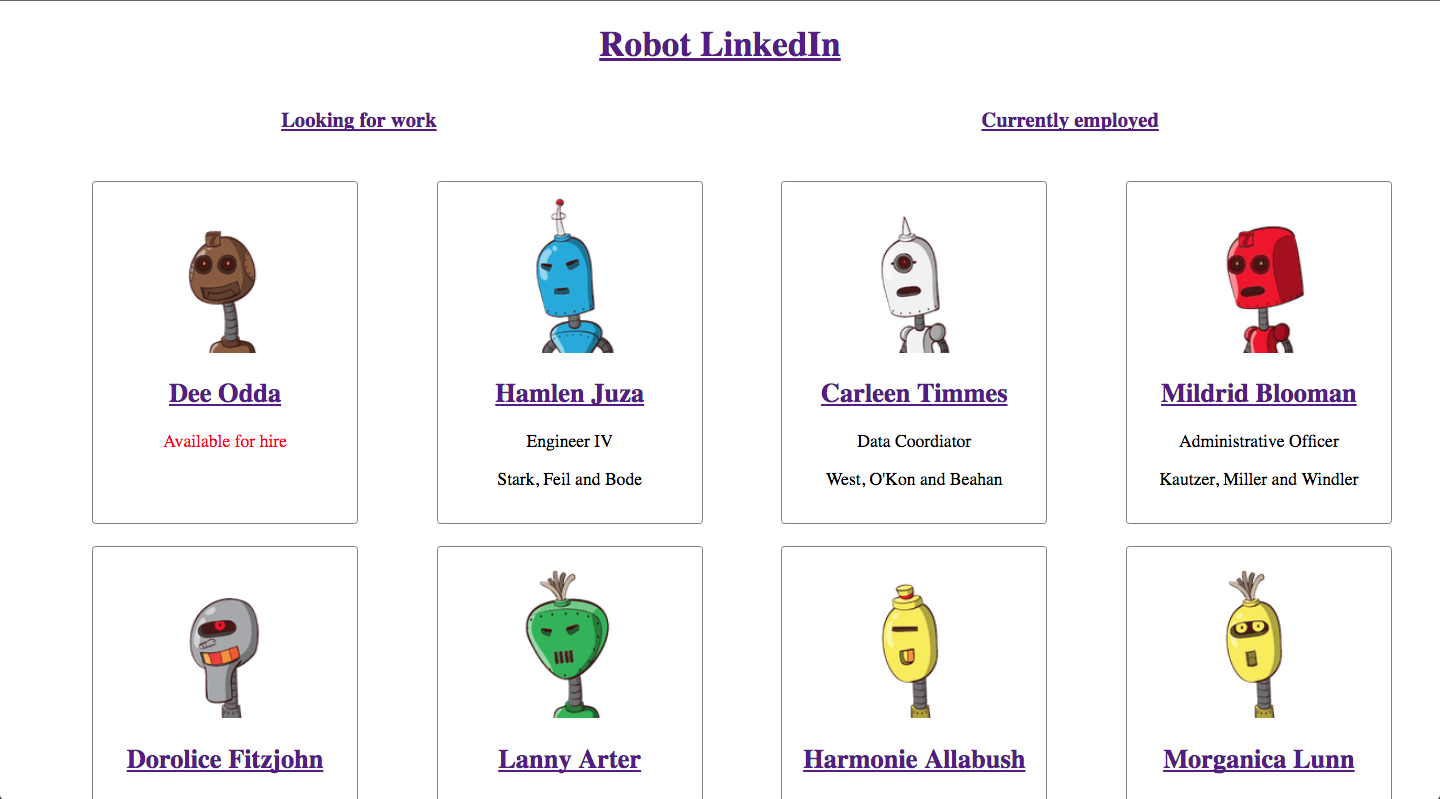 Robot LinkedIn
Looking for work
Currently employed
Dee Odda
Available for hire
Hamlen Juza
Engineer IV
Stark, Feil and Bode
Carleen Timmes
Data Coordiator
West, O'Kon and Beahan
Mildrid Blooman
Administrative Officer
Kautzer, Miller and Windler
Dorolice Fitzjohn
Lanny Arter
Harmonie Allabush
Morganica Lunn